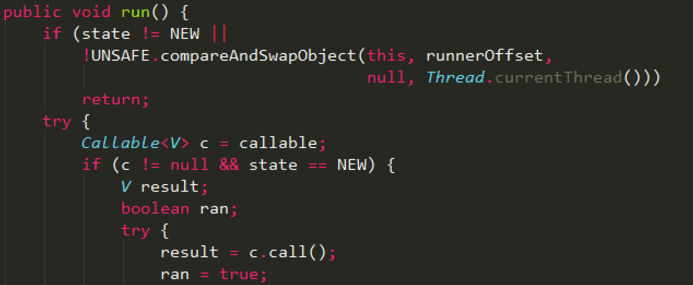 public void run() {
if (state != NEW ||
!UNSAFE.compareAndSwapObject(this, runnerOffset,
null, Thread.currentThread()))
return;
try {
Callable<V> c = callable;
if (c != null && state == NEW) {
V result;
boolean ran;
try {
result = c.call();
ran = true;